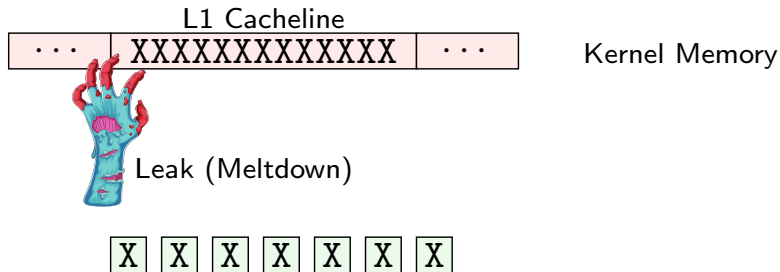 L1 Cacheline
··· XXXXXXXXXXXXX ··· Kernel Memory
Leak (Meltdown)
X X X X X X X